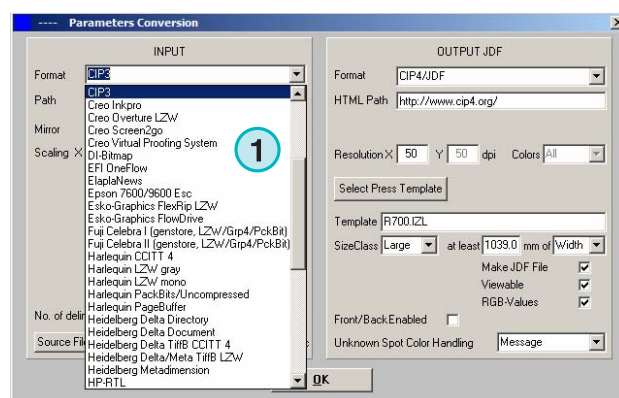 ---- Parameters Conversion
INPUT
Format CIP3
CIP3
Creo Inkpro
Creo Overture LZW
Creo Screen2go
Creo Virtual Proofing System
DI-Bitmap
EFI OneFlow
ElaplaNews
Epson 7600/9600 Esc
Esko-Graphics FlexRip LZW
Esko-Graphics FlowDrive
Fuji Celebra I (genstore, LZW/Grp4/PckBit)
Fuji Celebra II (genstore, LZW/Grp4/PckBit)
Harlequin CCITT 4
Harlequin LZW gray
Harlequin LZW mono
Harlequin PackBits/Uncompressed
Harlequin PageBuffer
Heidelberg Delta Directory
Heidelberg Delta Document
Heidelberg Delta TiffB CCITT 4
Heidelberg Delta/Meta TiffB LZW
Heidelberg Metadimension
HP-RTL
Path
Mirror
Scaling X
No. of delin
Source Fil
1
OUTPUT JDF
Format CIP4/JDF
HTML Path http://www.cip4.org/
Resolution X 50 Y 50 dpi Colors All
Select Press Template
Template R700.IZL
SizeClass Large at least 1039.0 mm of Width
Make JDF File
Viewable
RGB-Values
Front/Back Enabled
Unknown Spot Color Handling Message
OK